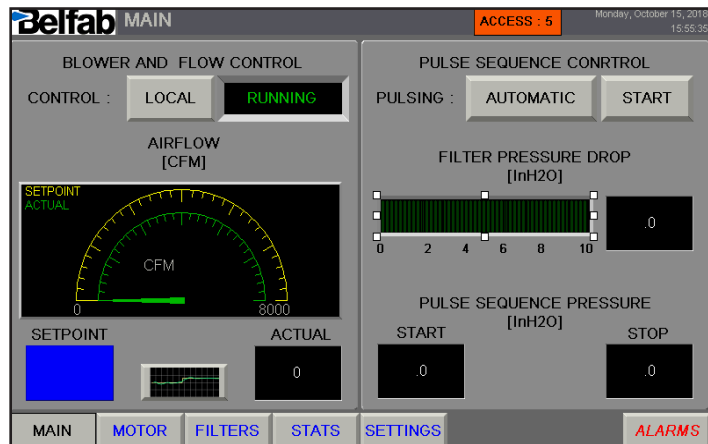 Belfab MAIN ACCESS : 5 Monday, October 15, 2018
15:55:35
BLOWER AND FLOW CONTROL
CONTROL : LOCAL RUNNING
AIRFLOW
[CFM]
SETPOINT
ACTUAL
CFM
0 8000
SETPOINT ACTUAL
0
PULSE SEQUENCE CONRTROL
PULSING : AUTOMATIC START
FILTER PRESSURE DROP
[InH2O]
.0
0 2 4 6 8 10
PULSE SEQUENCE PRESSURE
[InH2O]
START STOP
.0 .0
MAIN MOTOR FILTERS STATS SETTINGS ALARMS